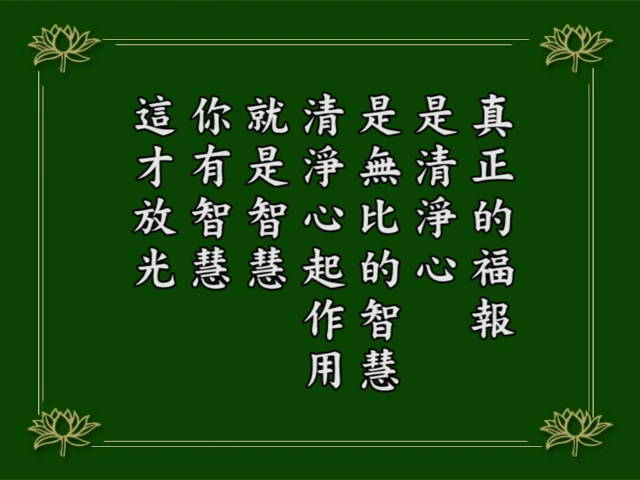 真正的福報
是清淨心
是無比的智慧
清淨心起作用
就是智慧
你有智慧
這才放光